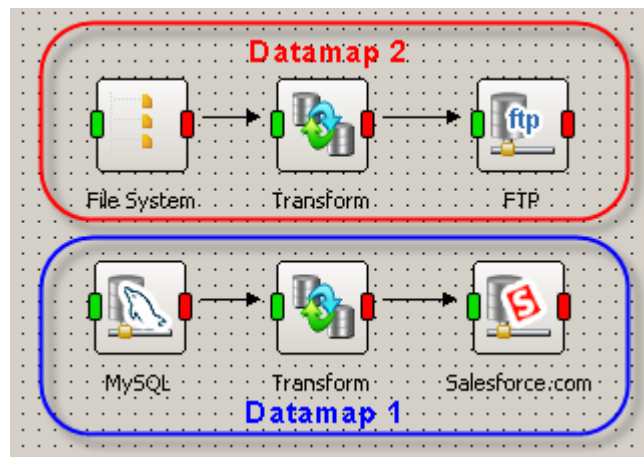 Datamap 2
ftp
File System Transform FTP
S
MySQL Transform Salesforce.com
Datamap 1